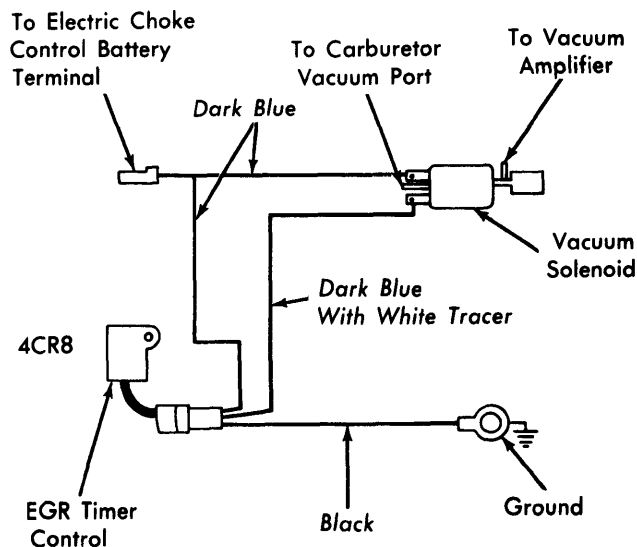 To Electric Choke
Control Battery
Terminal
To Carburetor
Vacuum Port
To Vacuum
Amplifier
Dark Blue
Vacuum
Solenoid
Dark Blue
With White Tracer
4CR8
EGR Timer
Control
Black
Ground